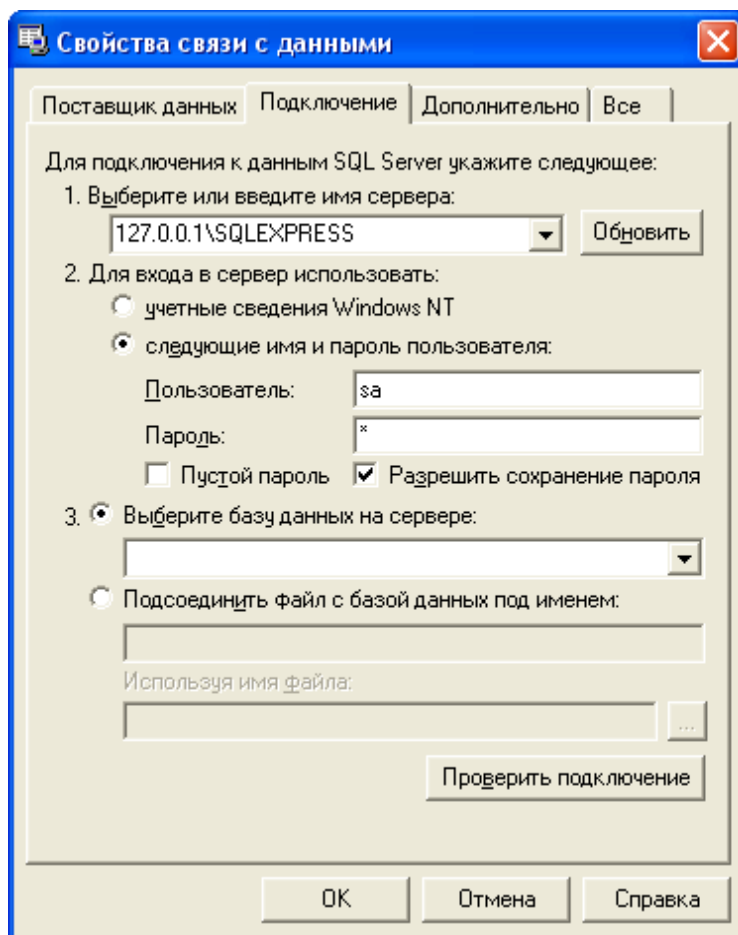 Свойства связи с данными
Поставщик данных Подключение Дополнительно Все
Для подключения к данным SQL Server укажите следующее:
1. Выберите или введите имя сервера:
127.0.0.1\SQLEXPRESS Обновить
2. Для входа в сервер использовать:
учетные сведения Windows NT
следующие имя и пароль пользователя:
Пользователь: sa
Пароль: *
Пустой пароль Разрешить сохранение пароля
3. Выберите базу данных на сервере:
Подсоединить файл с базой данных под именем:
Используя имя файла:
...
Проверить подключение
OK Отмена Справка